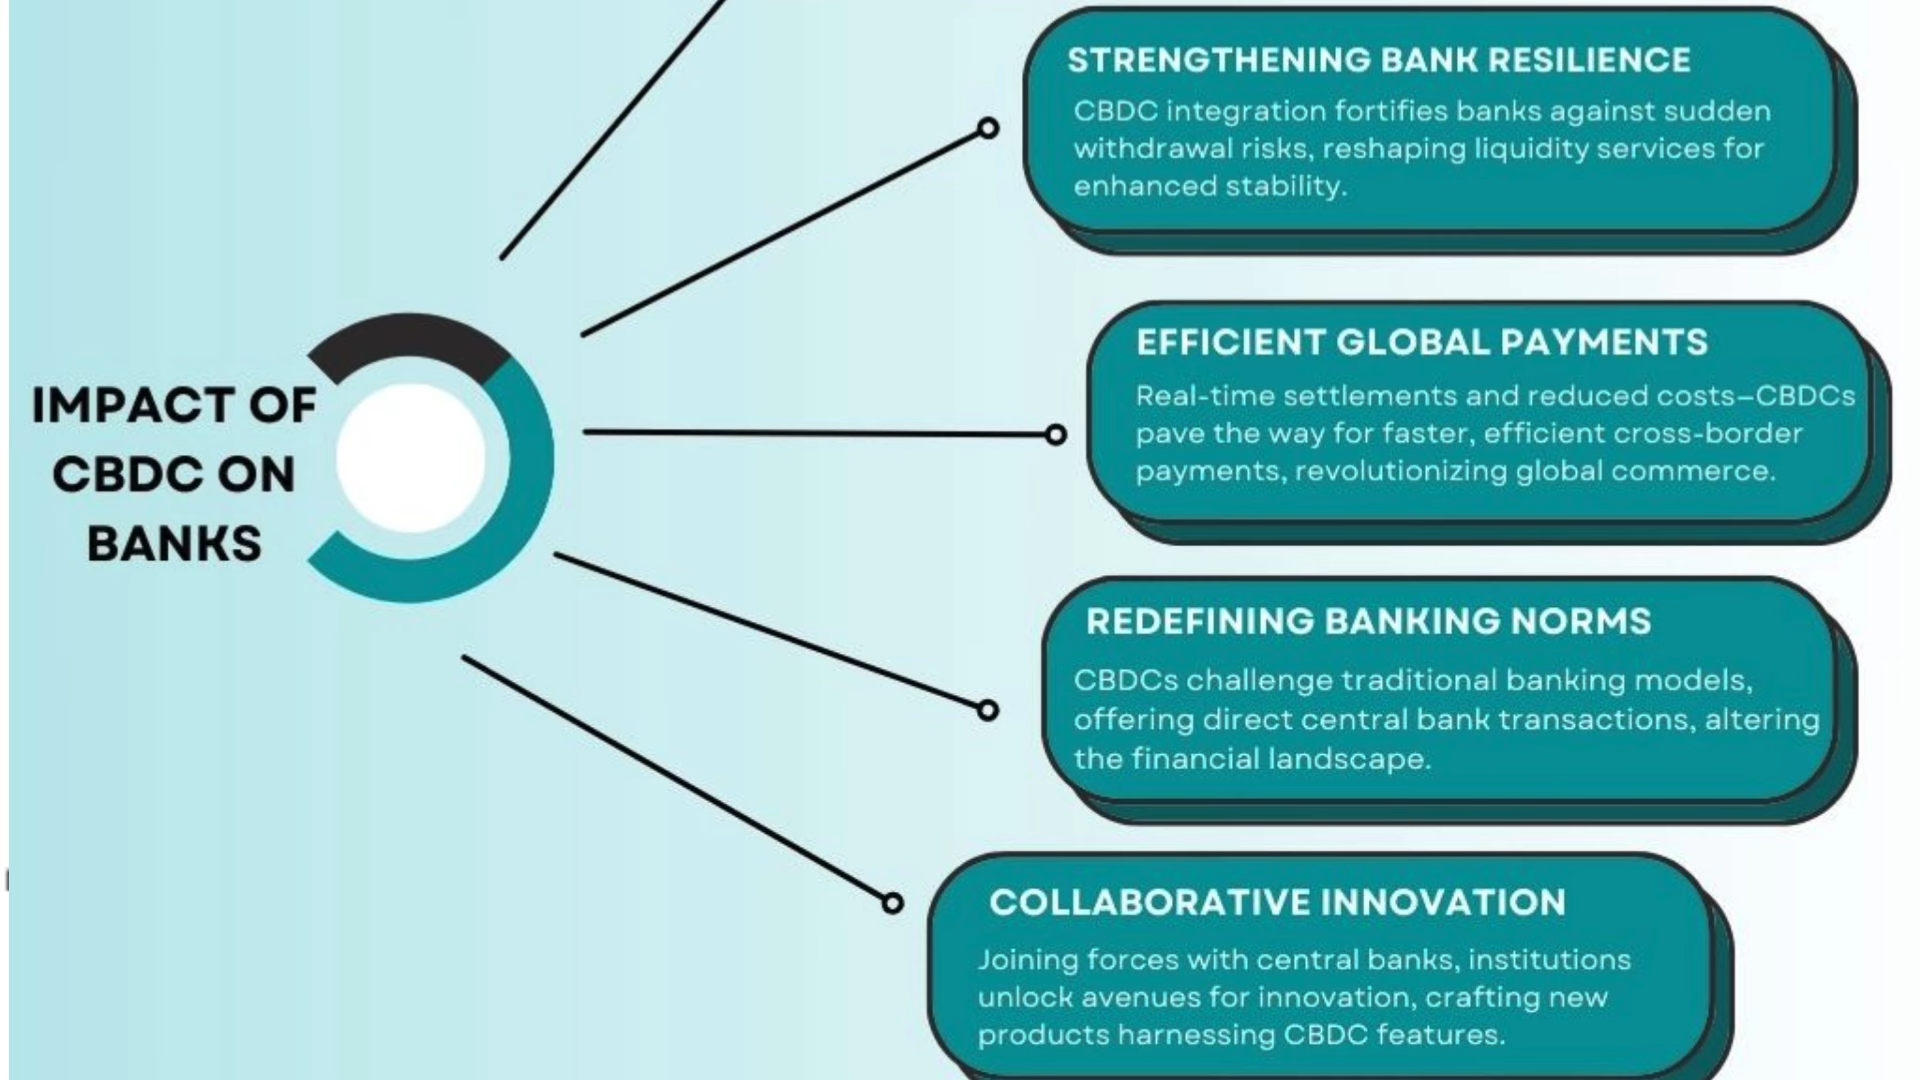 IMPACT OF
CBDC ON
BANKS
STRENGTHENING BANK RESILIENCE
CBDC integration fortifies banks against sudden
withdrawal risks, reshaping liquidity services for
enhanced stability.
EFFICIENT GLOBAL PAYMENTS
Real-time settlements and reduced costs—CBDCs
pave the way for faster, efficient cross-border
payments, revolutionizing global commerce.
REDEFINING BANKING NORMS
CBDCs challenge traditional banking models,
offering direct central bank transactions, altering
the financial landscape.
COLLABORATIVE INNOVATION
Joining forces with central banks, institutions
unlock avenues for innovation, crafting new
products harnessing CBDC features.